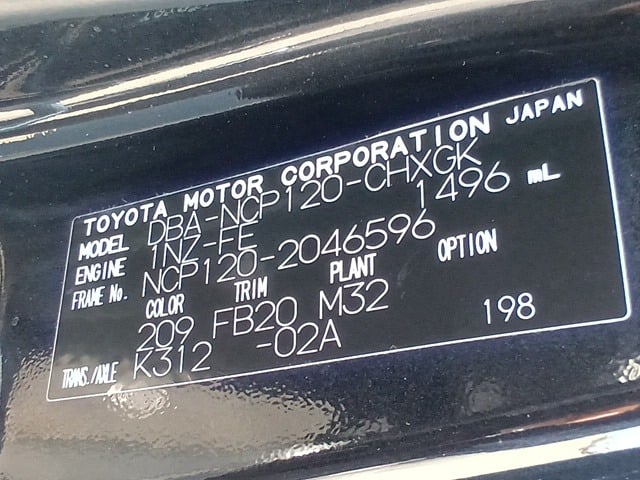 TOYOTA MOTOR CORPORATION JAPAN
MODEL DBA-NCP120-CHXGK
ENGINE 1NZ-FE 1496 mL
FRAME No. NCP120-2046596
COLOR TRIM PLANT OPTION
209 FB20 M32
TRANS./AXLE K312 -02A 198